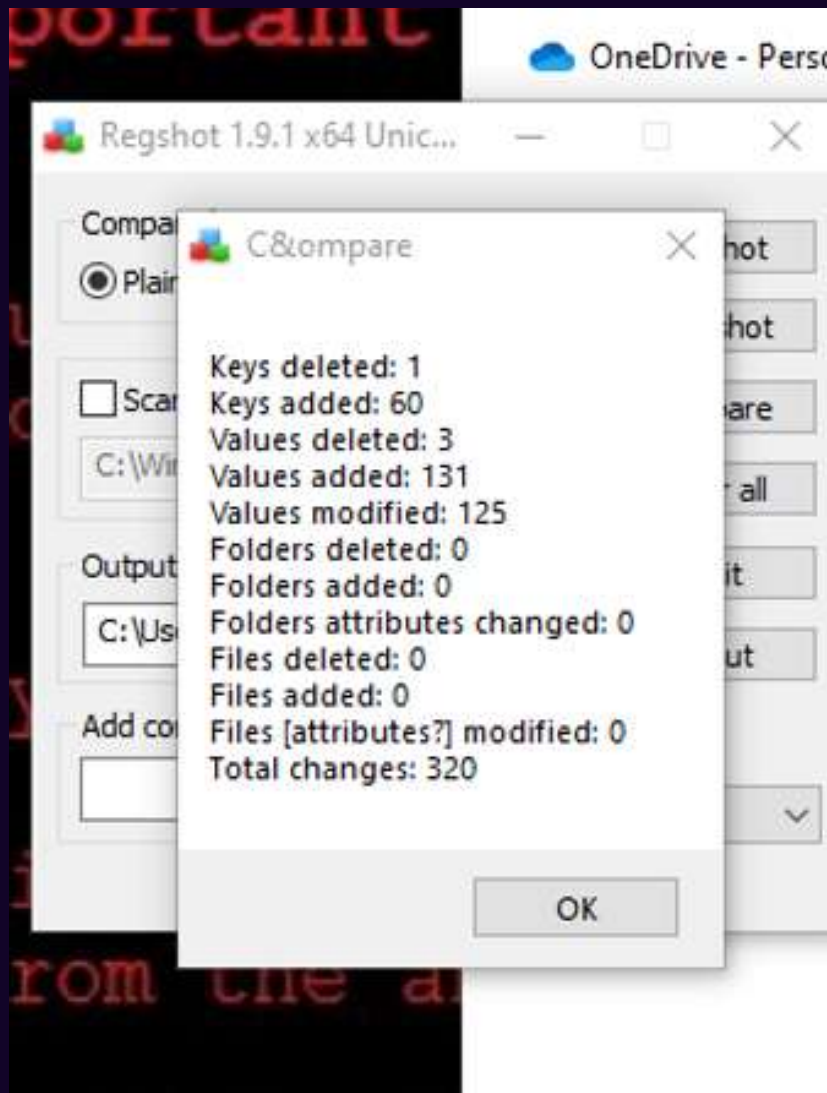 portant
OneDrive - Perso
Regshot 1.9.1 x64 Unic...
C&ompare
Keys deleted: 1
Keys added: 60
Values deleted: 3
Values added: 131
Values modified: 125
Folders deleted: 0
Folders added: 0
Folders attributes changed: 0
Files deleted: 0
Files added: 0
Files [attributes?] modified: 0
Total changes: 320
OK
Compa
Plain
hot
Scan
hot
are
C:\Win
all
Output
it
C:\Us
ut
Add co
rom the a